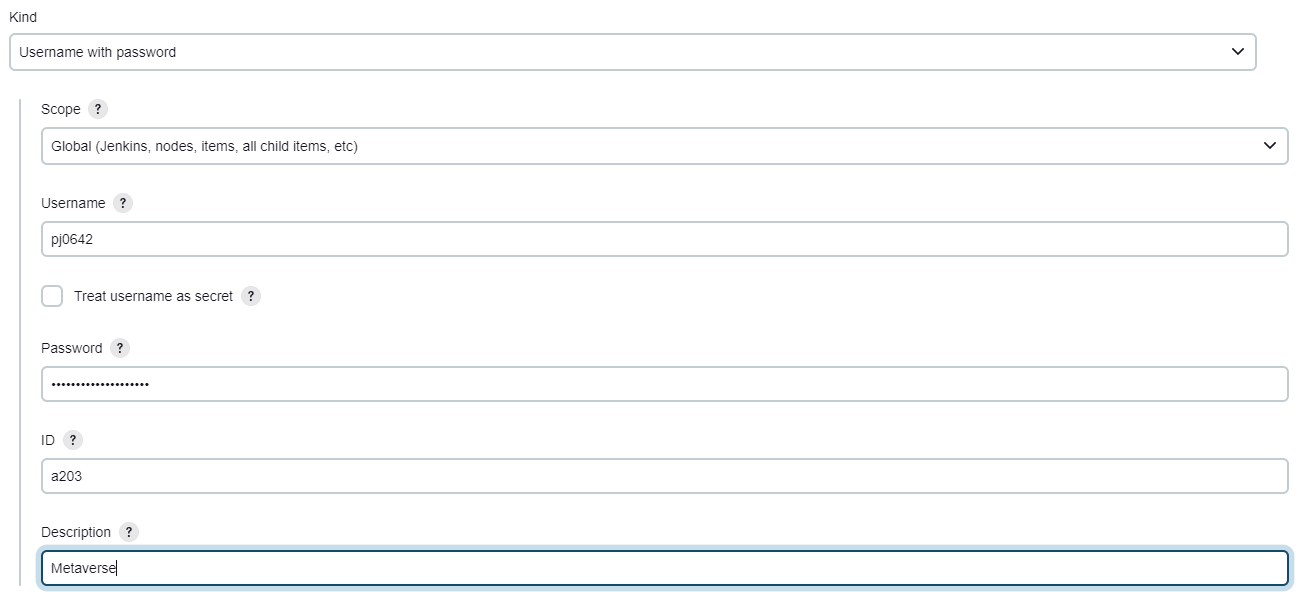 Kind
Username with password
Scope ?
Global (Jenkins, nodes, items, all child items, etc)
Username ?
pj0642
Treat username as secret ?
Password ?
••••••••••••••••••••
ID ?
a203
Description ?
Metaverse